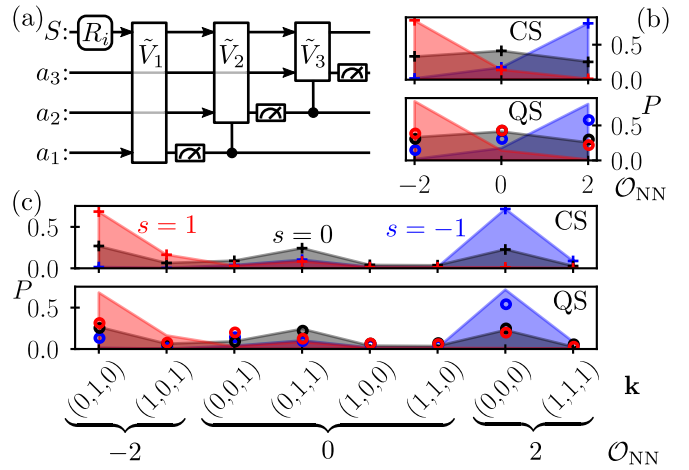 (a)
S:
R_i
Ṽ_1
Ṽ_2
Ṽ_3
a_3:
a_2:
a_1:
(b)
CS
0.5
0.0
QS
P
0.5
0.0
−2 0 2 𝒪_NN
(c)
0.5
0.0
s = 1
s = 0
s = −1
CS
P
0.5
0.0
QS
(0,1,0) (1,0,1) (0,0,1) (0,1,1) (1,0,0) (1,1,0) (0,0,0) (1,1,1) k
−2 0 2 𝒪_NN